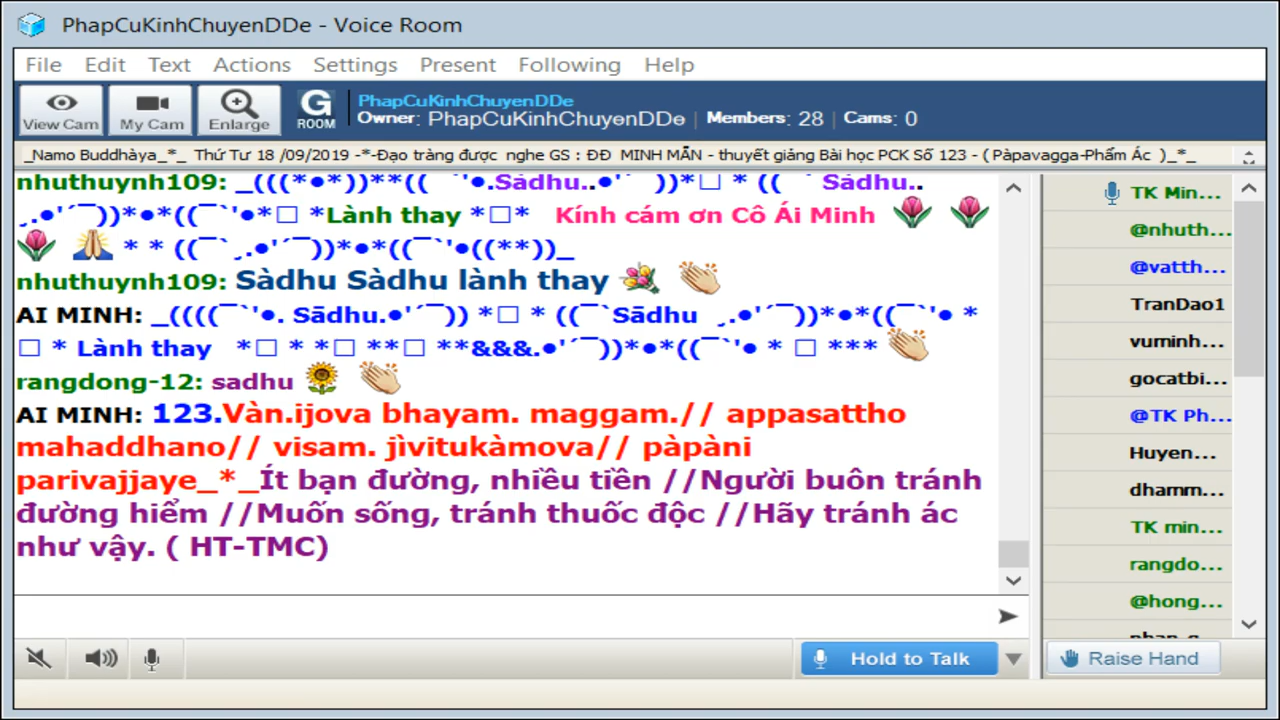 PhapCuKinhChuyenDDe - Voice Room
File Edit Text Actions Settings Present Following Help
View Cam My Cam Enlarge G ROOM
PhapCuKinhChuyenDDe
Owner: PhapCuKinhChuyenDDe | Members: 28 | Cams: 0
_Namo Buddhàya_*_ Thứ Tư 18 /09/2019 -*-Đạo tràng được nghe GS : ĐĐ MINH MẪN - thuyết giảng Bài học PCK Số 123 - ( Pàpavagga-Phẩm Ác )_*_
nhuthuynh109: _(((*●*))**(( ¯`'●.Sàdhu..●'´¯))*□ * ((¯` Sàdhu..
¸.●'´¯))*●*((¯`'●*□ *Lành thay *□* Kính cám ơn Cô Ái Minh
* * ((¯`¸.●'´¯))*●*((¯`'●((**))_
nhuthuynh109: Sàdhu Sàdhu lành thay
AI MINH: _((((¯`'●. Sādhu.●'´¯)) *□ * ((¯`Sādhu ¸.●'´¯))*●*((¯`'● *
□ * Lành thay *□ * *□ **□ **&&&.●'´¯))*●*((¯`'● * □ ***
rangdong-12: sadhu
AI MINH: 123.Vàn.ijova bhayam. maggam.// appasattho
mahaddhano// visam. jìvitukàmova// pàpàni
parivajjaye_*_Ít bạn đường, nhiều tiền //Người buôn tránh
đường hiểm //Muốn sống, tránh thuốc độc //Hãy tránh ác
như vậy. ( HT-TMC)
TK Min...
@nhuth...
@vatth...
TranDao1
vuminh...
gocatbi...
@TK Ph...
Huyen...
dhamm...
TK min...
rangdo...
@hong...
Hold to Talk
Raise Hand